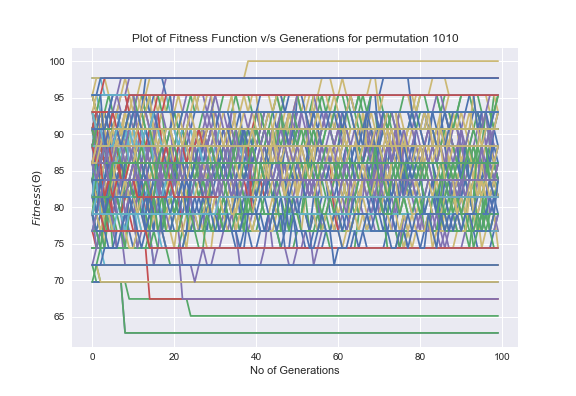 Plot of Fitness Function v/s Generations for permutation 1010
100
95
90
85
80
75
70
65
Fitness(Θ)
0 20 40 60 80 100
No of Generations